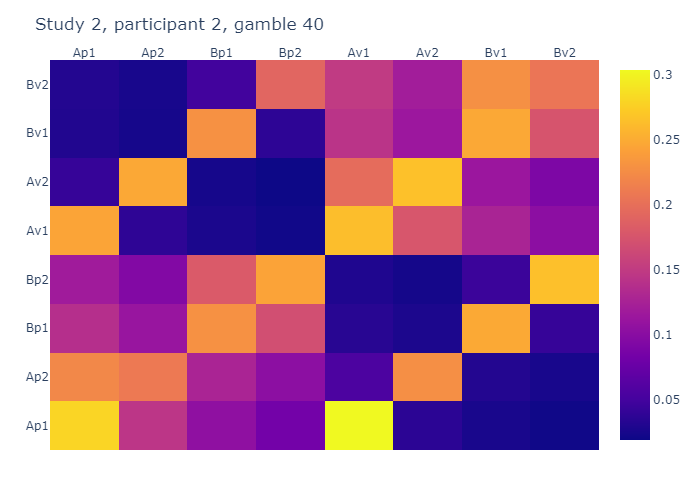 Study 2, participant 2, gamble 40
Ap1 Ap2 Bp1 Bp2 Av1 Av2 Bv1 Bv2
Bv2
Bv1
Av2
Av1
Bp2
Bp1
Ap2
Ap1
0.3
0.25
0.2
0.15
0.1
0.05